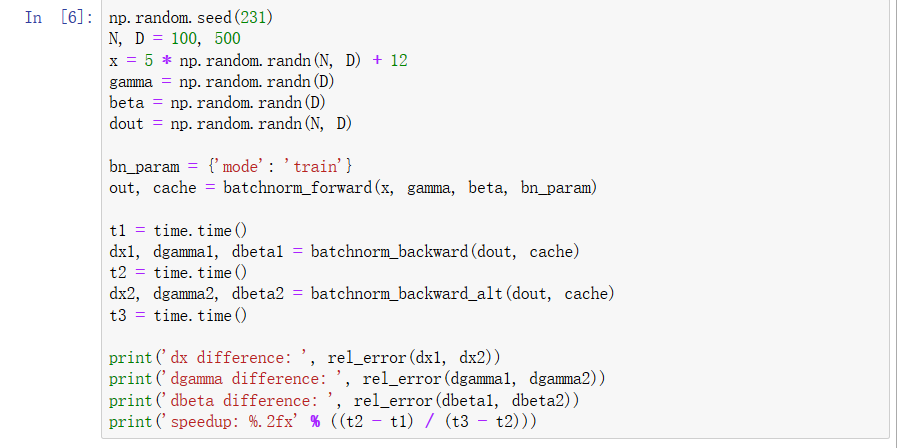 In [6]: np.random.seed(231)
N, D = 100, 500
x = 5 * np.random.randn(N, D) + 12
gamma = np.random.randn(D)
beta = np.random.randn(D)
dout = np.random.randn(N, D)
bn_param = {'mode': 'train'}
out, cache = batchnorm_forward(x, gamma, beta, bn_param)
t1 = time.time()
dx1, dgamma1, dbeta1 = batchnorm_backward(dout, cache)
t2 = time.time()
dx2, dgamma2, dbeta2 = batchnorm_backward_alt(dout, cache)
t3 = time.time()
print('dx difference: ', rel_error(dx1, dx2))
print('dgamma difference: ', rel_error(dgamma1, dgamma2))
print('dbeta difference: ', rel_error(dbeta1, dbeta2))
print('speedup: %.2fx' % ((t2 - t1) / (t3 - t2)))